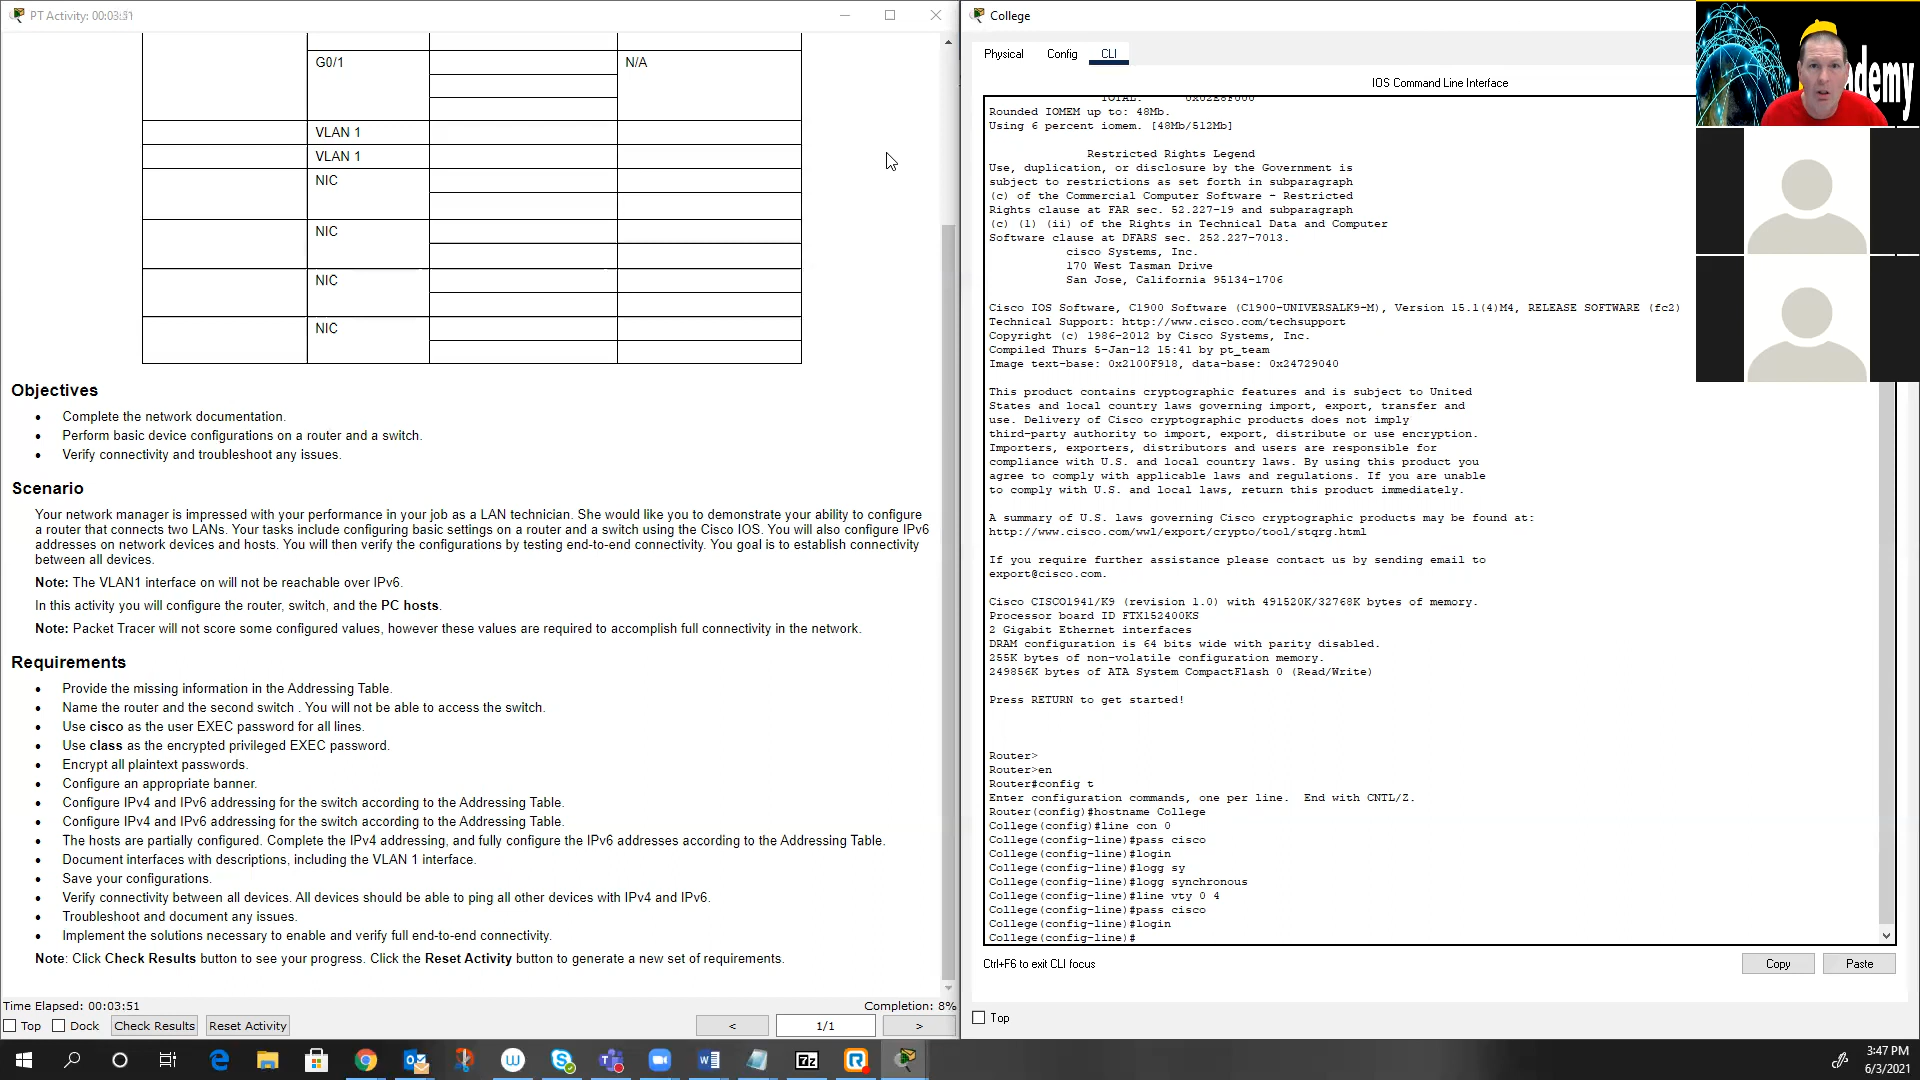 PT Activity: 00:03:51
G0/1
N/A
VLAN 1
VLAN 1
NIC
NIC
NIC
NIC
Objectives
• Complete the network documentation.
• Perform basic device configurations on a router and a switch.
• Verify connectivity and troubleshoot any issues.
Scenario
Your network manager is impressed with your performance in your job as a LAN technician. She would like you to demonstrate your ability to configure
a router that connects two LANs. Your tasks include configuring basic settings on a router and a switch using the Cisco IOS. You will also configure IPv6
addresses on network devices and hosts. You will then verify the configurations by testing end-to-end connectivity. You goal is to establish connectivity
between all devices.
Note: The VLAN1 interface on will not be reachable over IPv6.
In this activity you will configure the router, switch, and the PC hosts.
Note: Packet Tracer will not score some configured values, however these values are required to accomplish full connectivity in the network.
Requirements
• Provide the missing information in the Addressing Table.
• Name the router and the second switch . You will not be able to access the switch.
• Use cisco as the user EXEC password for all lines.
• Use class as the encrypted privileged EXEC password.
• Encrypt all plaintext passwords.
• Configure an appropriate banner.
• Configure IPv4 and IPv6 addressing for the switch according to the Addressing Table.
• Configure IPv4 and IPv6 addressing for the switch according to the Addressing Table.
• The hosts are partially configured. Complete the IPv4 addressing, and fully configure the IPv6 addresses according to the Addressing Table.
• Document interfaces with descriptions, including the VLAN 1 interface.
• Save your configurations.
• Verify connectivity between all devices. All devices should be able to ping all other devices with IPv4 and IPv6.
• Troubleshoot and document any issues.
• Implement the solutions necessary to enable and verify full end-to-end connectivity.
Note: Click Check Results button to see your progress. Click the Reset Activity button to generate a new set of requirements.
Time Elapsed: 00:03:51
Completion: 8%
Top
Dock
Check Results
Reset Activity
<
1/1
>
College
Physical
Config
CLI
IOS Command Line Interface
TOTAL: 0x02E8F000
Rounded IOMEM up to: 48Mb.
Using 6 percent iomem. [48Mb/512Mb]
Restricted Rights Legend
Use, duplication, or disclosure by the Government is
subject to restrictions as set forth in subparagraph
(c) of the Commercial Computer Software - Restricted
Rights clause at FAR sec. 52.227-19 and subparagraph
(c) (1) (ii) of the Rights in Technical Data and Computer
Software clause at DFARS sec. 252.227-7013.
cisco Systems, Inc.
170 West Tasman Drive
San Jose, California 95134-1706
Cisco IOS Software, C1900 Software (C1900-UNIVERSALK9-M), Version 15.1(4)M4, RELEASE SOFTWARE (fc2)
Technical Support: http://www.cisco.com/techsupport
Copyright (c) 1986-2012 by Cisco Systems, Inc.
Compiled Thurs 5-Jan-12 15:41 by pt_team
Image text-base: 0x2100F918, data-base: 0x24729040
This product contains cryptographic features and is subject to United
States and local country laws governing import, export, transfer and
use. Delivery of Cisco cryptographic products does not imply
third-party authority to import, export, distribute or use encryption.
Importers, exporters, distributors and users are responsible for
compliance with U.S. and local country laws. By using this product you
agree to comply with applicable laws and regulations. If you are unable
to comply with U.S. and local laws, return this product immediately.
A summary of U.S. laws governing Cisco cryptographic products may be found at:
http://www.cisco.com/wwl/export/crypto/tool/stqrg.html
If you require further assistance please contact us by sending email to
export@cisco.com.
Cisco CISCO1941/K9 (revision 1.0) with 491520K/32768K bytes of memory.
Processor board ID FTX152400KS
2 Gigabit Ethernet interfaces
DRAM configuration is 64 bits wide with parity disabled.
255K bytes of non-volatile configuration memory.
249856K bytes of ATA System CompactFlash 0 (Read/Write)
Press RETURN to get started!
Router>
Router>en
Router#config t
Enter configuration commands, one per line. End with CNTL/Z.
Router(config)#hostname College
College(config)#line con 0
College(config-line)#pass cisco
College(config-line)#login
College(config-line)#logg sy
College(config-line)#logg synchronous
College(config-line)#line vty 0 4
College(config-line)#pass cisco
College(config-line)#login
College(config-line)#
Ctrl+F6 to exit CLI focus
Copy
Paste
Top
demy
3:47 PM
6/3/2021